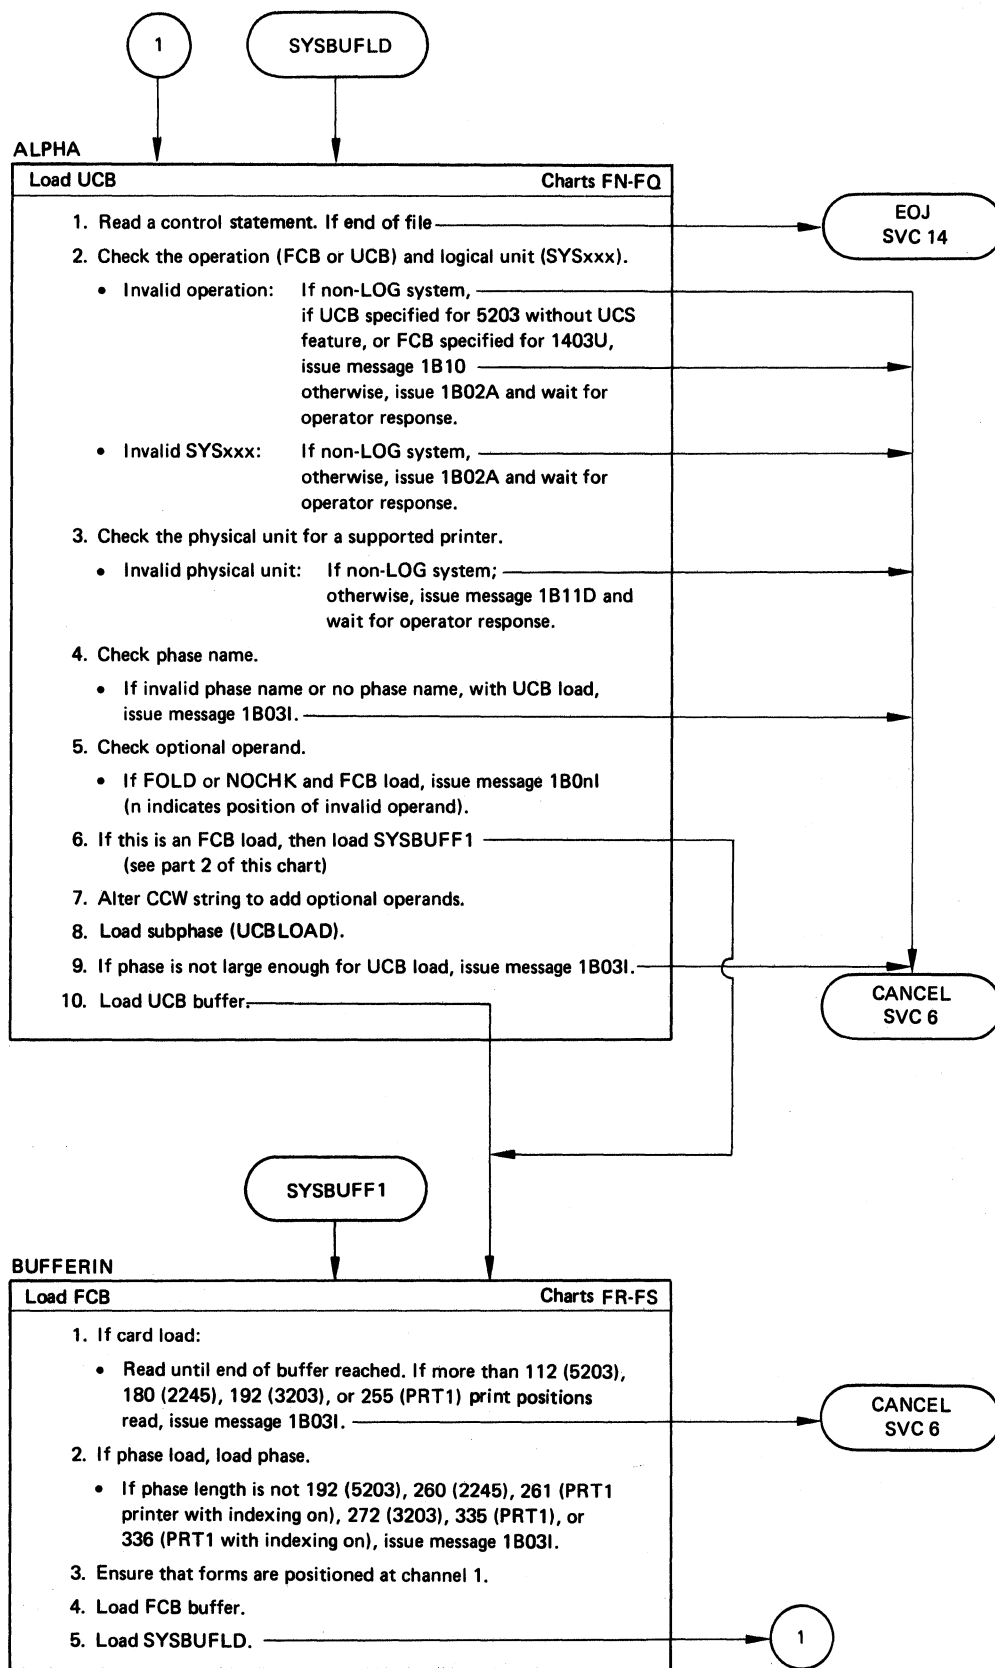 1
SYSBUFLD
ALPHA
Load UCB Charts FN-FQ
1. Read a control statement. If end of file
EOJ
SVC 14
2. Check the operation (FCB or UCB) and logical unit (SYSxxx).
• Invalid operation: If non-LOG system,
if UCB specified for 5203 without UCS
feature, or FCB specified for 1403U,
issue message 1B10
otherwise, issue 1B02A and wait for
operator response.
• Invalid SYSxxx: If non-LOG system,
otherwise, issue 1B02A and wait for
operator response.
3. Check the physical unit for a supported printer.
• Invalid physical unit: If non-LOG system;
otherwise, issue message 1B11D and
wait for operator response.
4. Check phase name.
• If invalid phase name or no phase name, with UCB load,
issue message 1B03I.
5. Check optional operand.
• If FOLD or NOCHK and FCB load, issue message 1B0nI
(n indicates position of invalid operand).
6. If this is an FCB load, then load SYSBUFF1
(see part 2 of this chart)
7. Alter CCW string to add optional operands.
8. Load subphase (UCBLOAD).
9. If phase is not large enough for UCB load, issue message 1B03I.
10. Load UCB buffer.
CANCEL
SVC 6
SYSBUFF1
BUFFERIN
Load FCB Charts FR-FS
1. If card load:
• Read until end of buffer reached. If more than 112 (5203),
180 (2245), 192 (3203), or 255 (PRT1) print positions
read, issue message 1B03I.
CANCEL
SVC 6
2. If phase load, load phase.
• If phase length is not 192 (5203), 260 (2245), 261 (PRT1
printer with indexing on), 272 (3203), 335 (PRT1), or
336 (PRT1 with indexing on), issue message 1B03I.
3. Ensure that forms are positioned at channel 1.
4. Load FCB buffer.
5. Load SYSBUFLD.
1